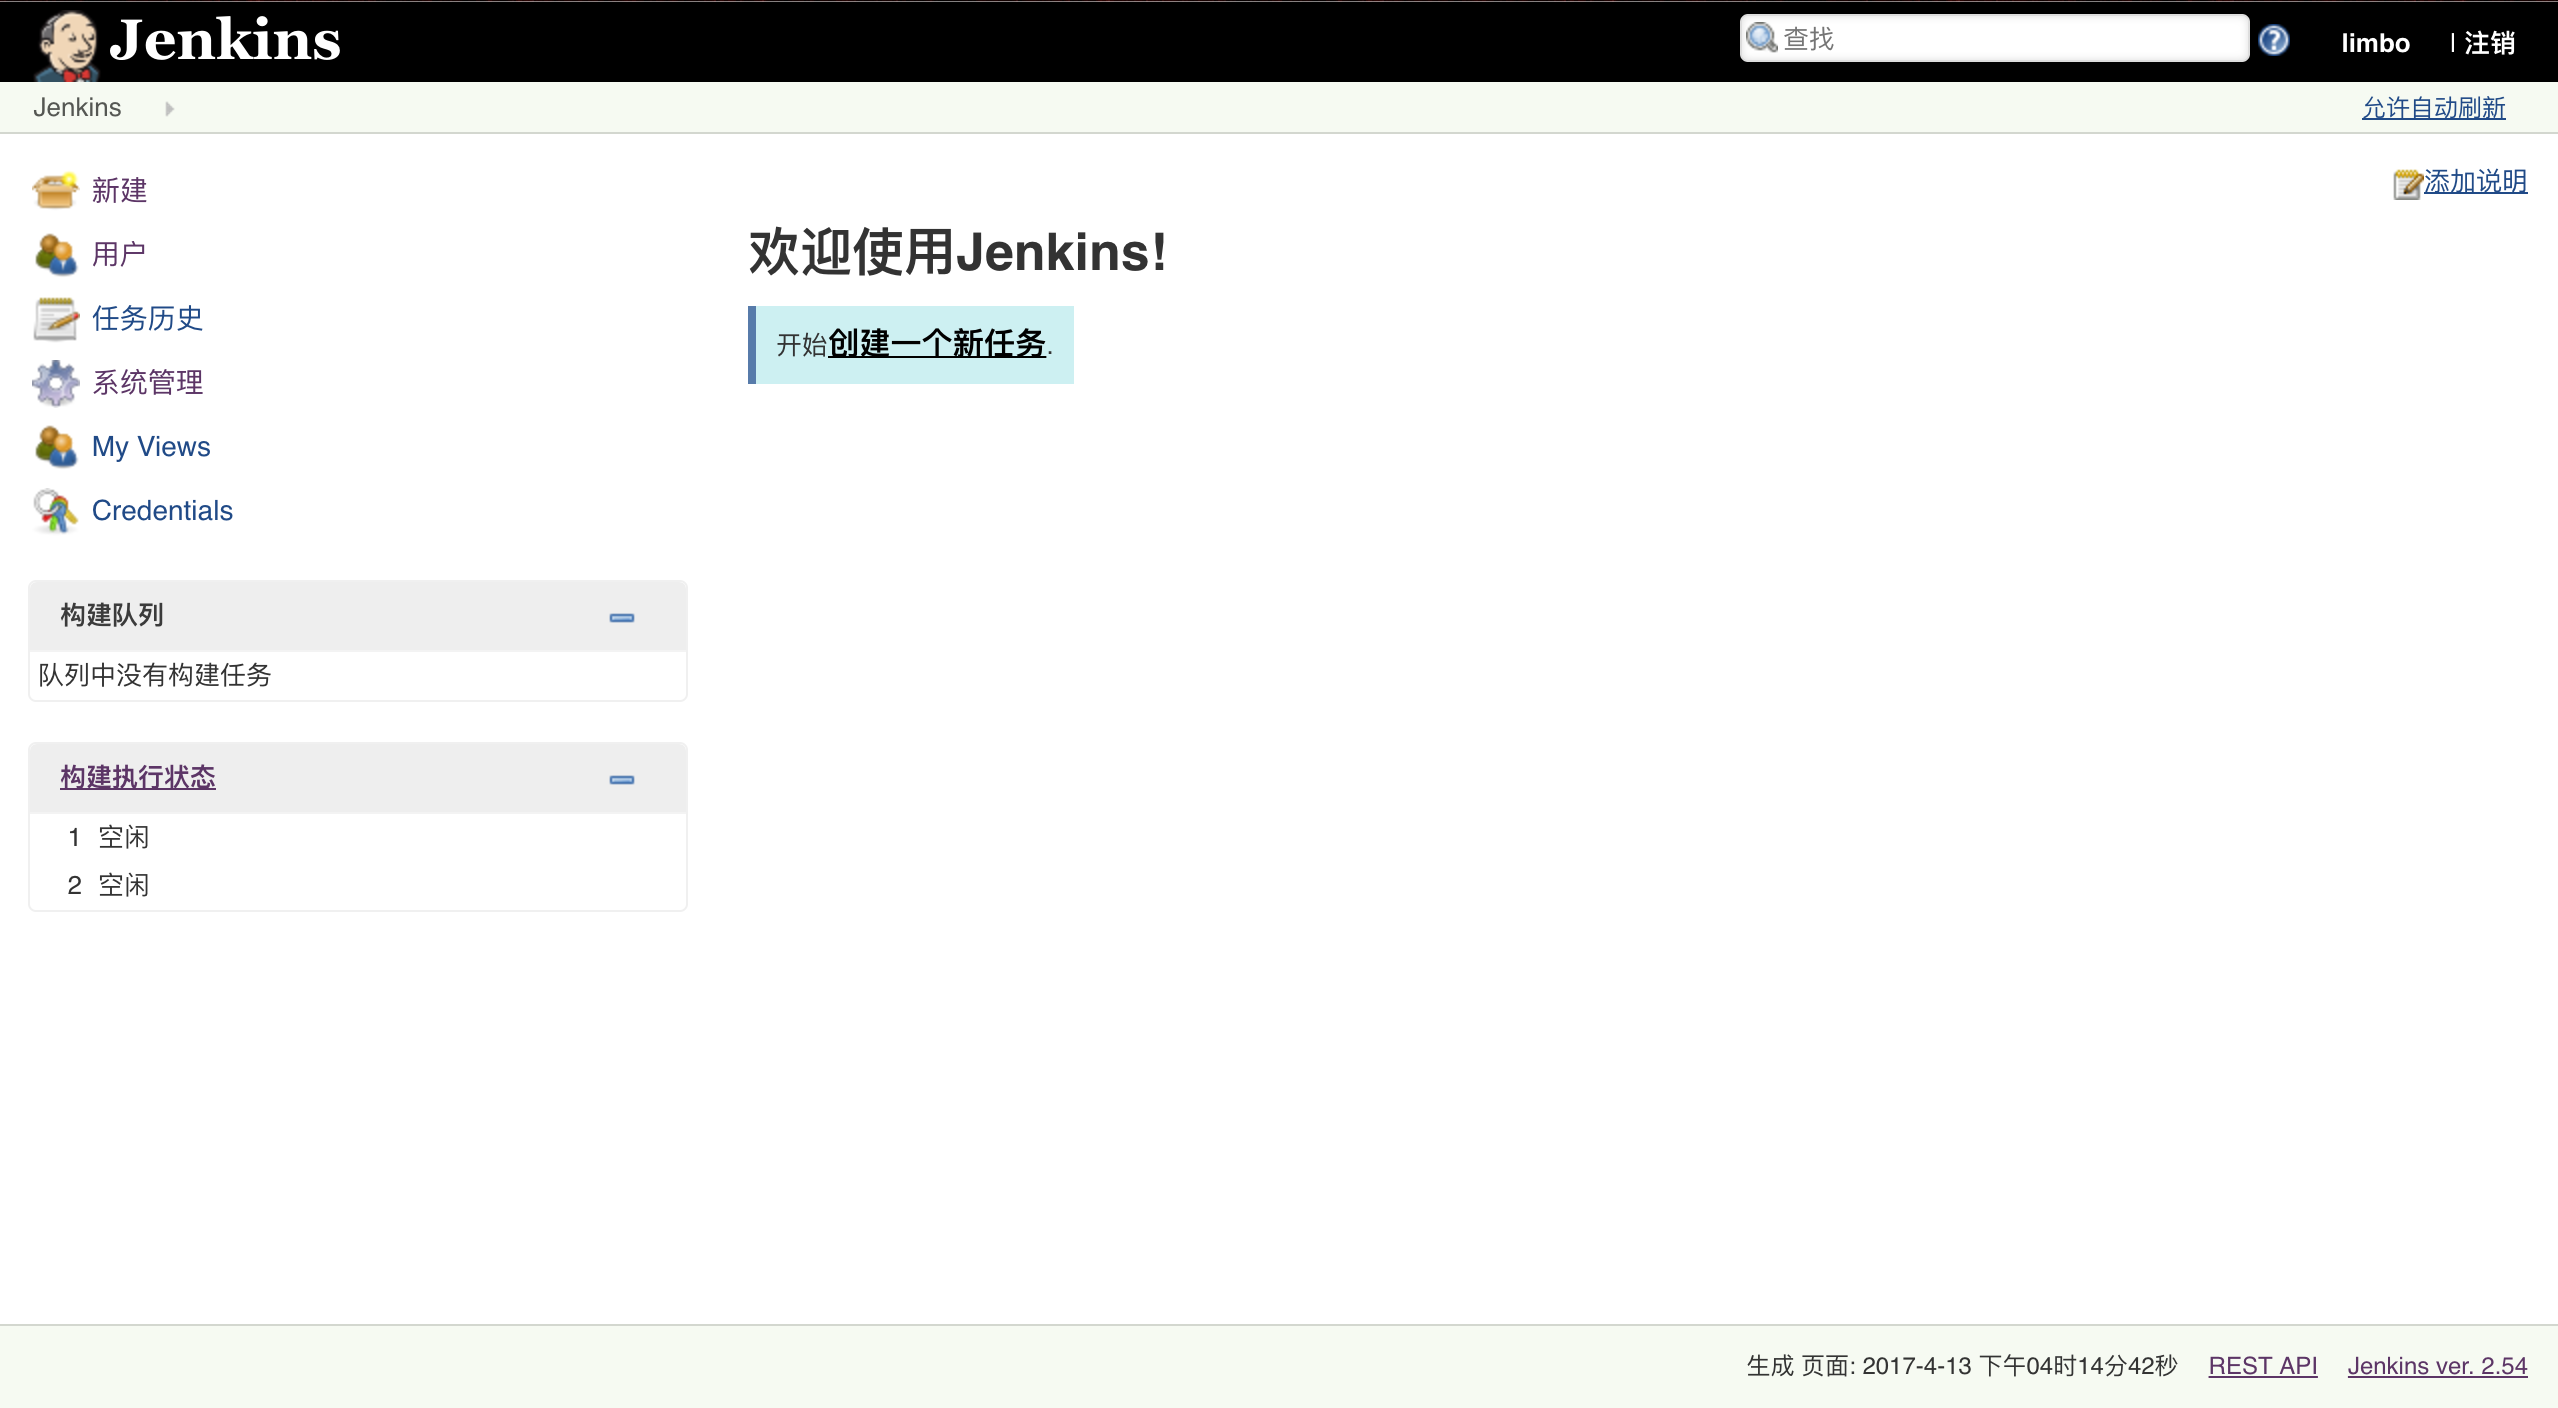 Jenkins
查找
limbo
| 注销
Jenkins
允许自动刷新
新建
用户
任务历史
系统管理
My Views
Credentials
添加说明
欢迎使用Jenkins!
开始创建一个新任务.
构建队列
队列中没有构建任务
构建执行状态
1 空闲
2 空闲
生成 页面: 2017-4-13 下午04时14分42秒 REST API Jenkins ver. 2.54